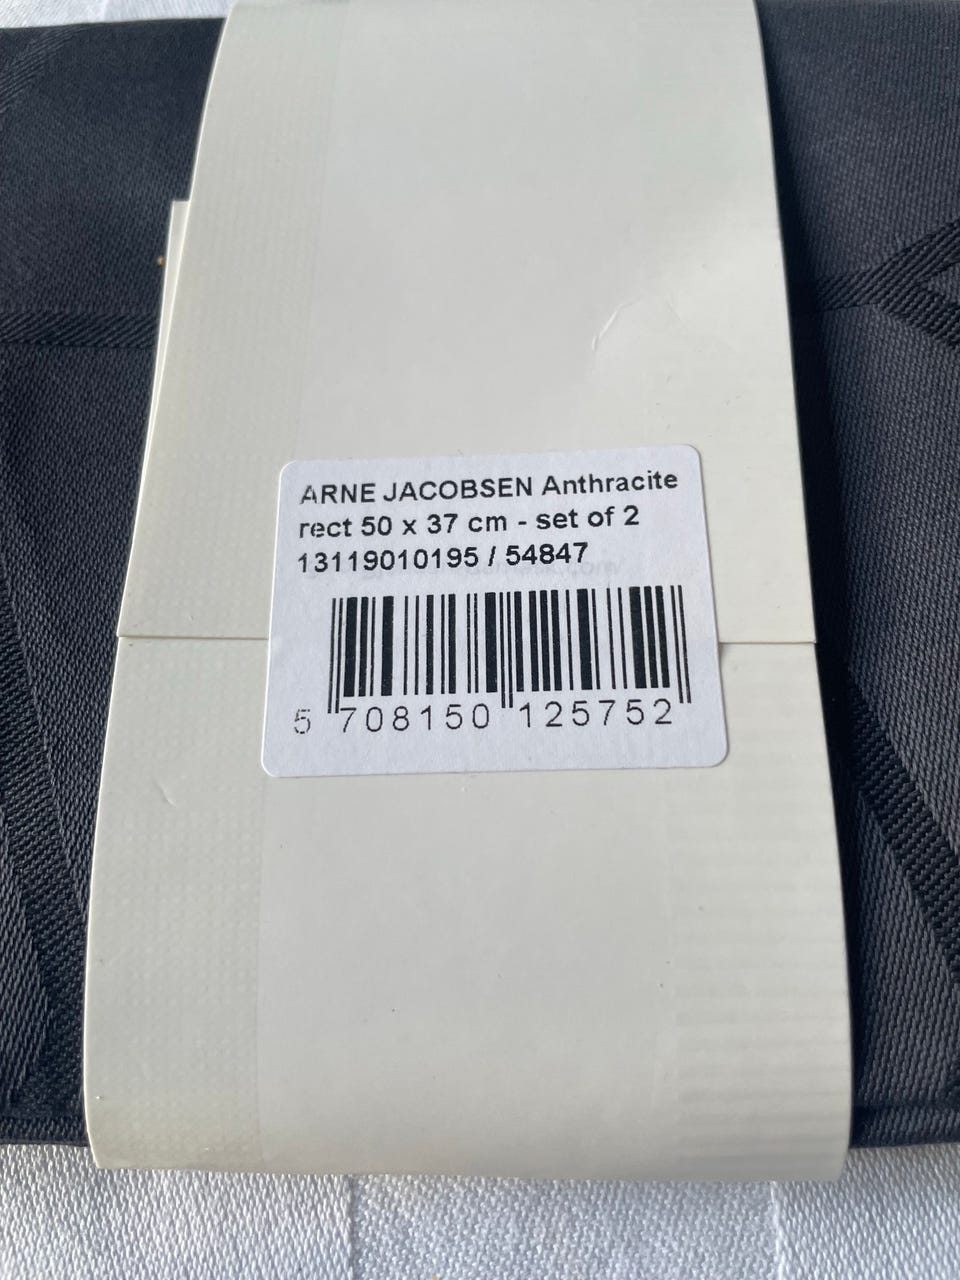 ARNE JACOBSEN Anthracite
rect 50 x 37 cm - set of 2
13119010195 / 54847
5 708150 125752